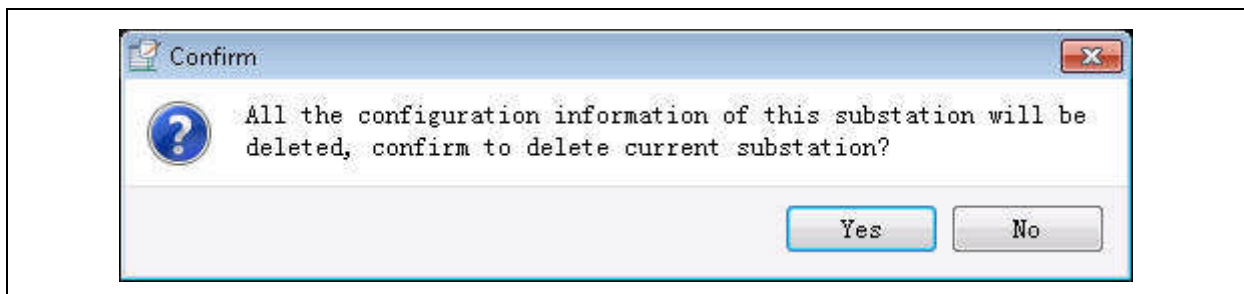 Confirm
All the configuration information of this substation will be
deleted, confirm to delete current substation?
Yes
No